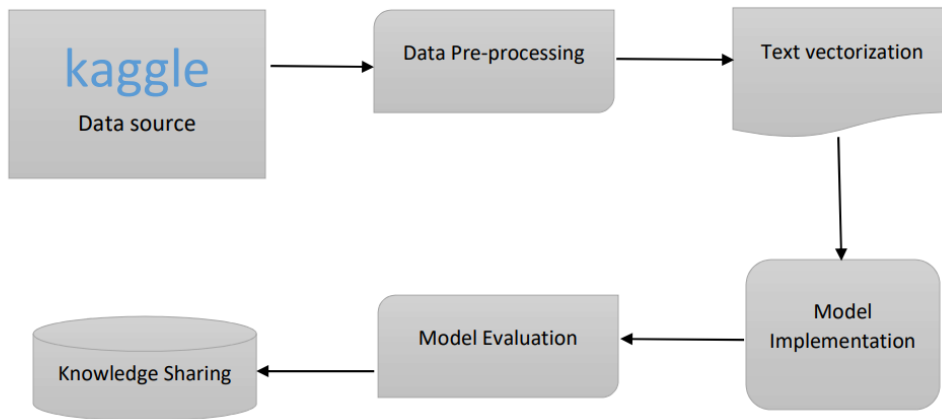 kaggle
Data source
Data Pre-processing
Text vectorization
Model
Implementation
Model Evaluation
Knowledge Sharing